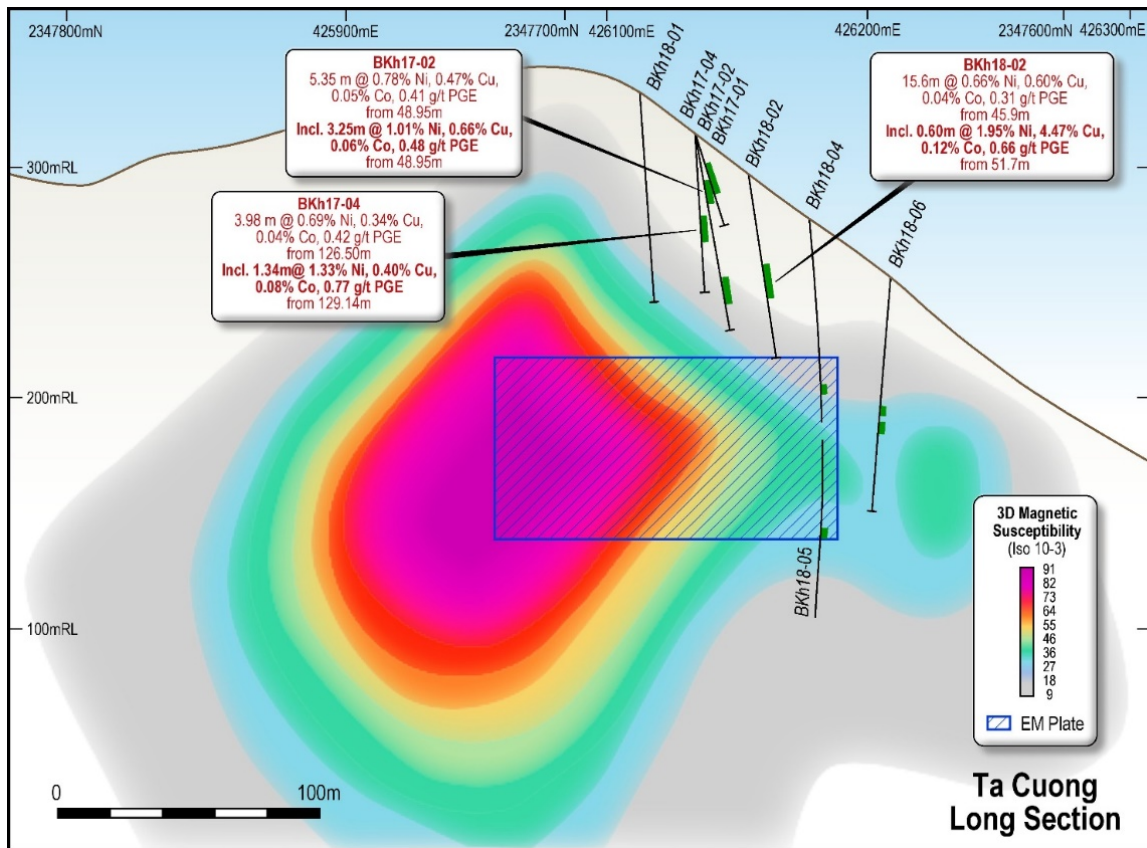 2347800mN
425900mE
2347700mN
426100mE
426200mE
2347600mN
426300mE
BKh17-02
5.35 m @ 0.78% Ni, 0.47% Cu,
0.05% Co, 0.41 g/t PGE
from 48.95m
Incl. 3.25m @ 1.01% Ni, 0.66% Cu,
0.06% Co, 0.48 g/t PGE
from 48.95m
BKh17-04
3.98 m @ 0.69% Ni, 0.34% Cu,
0.04% Co, 0.42 g/t PGE
from 126.50m
Incl. 1.34m@ 1.33% Ni, 0.40% Cu,
0.08% Co, 0.77 g/t PGE
from 129.14m
BKh18-01
BKh17-04
BKh17-02
BKh17-01
BKh18-02
BKh18-04
BKh18-06
BKh18-02
15.6m @ 0.66% Ni, 0.60% Cu,
0.04% Co, 0.31 g/t PGE
from 45.9m
Incl. 0.60m @ 1.95% Ni, 4.47% Cu,
0.12% Co, 0.66 g/t PGE
from 51.7m
300mRL
200mRL
100mRL
BKh18-05
3D Magnetic
Susceptibility
(Iso 10-3)
91
82
73
64
55
46
36
27
18
9
EM Plate
0
100m
Ta Cuong
Long Section